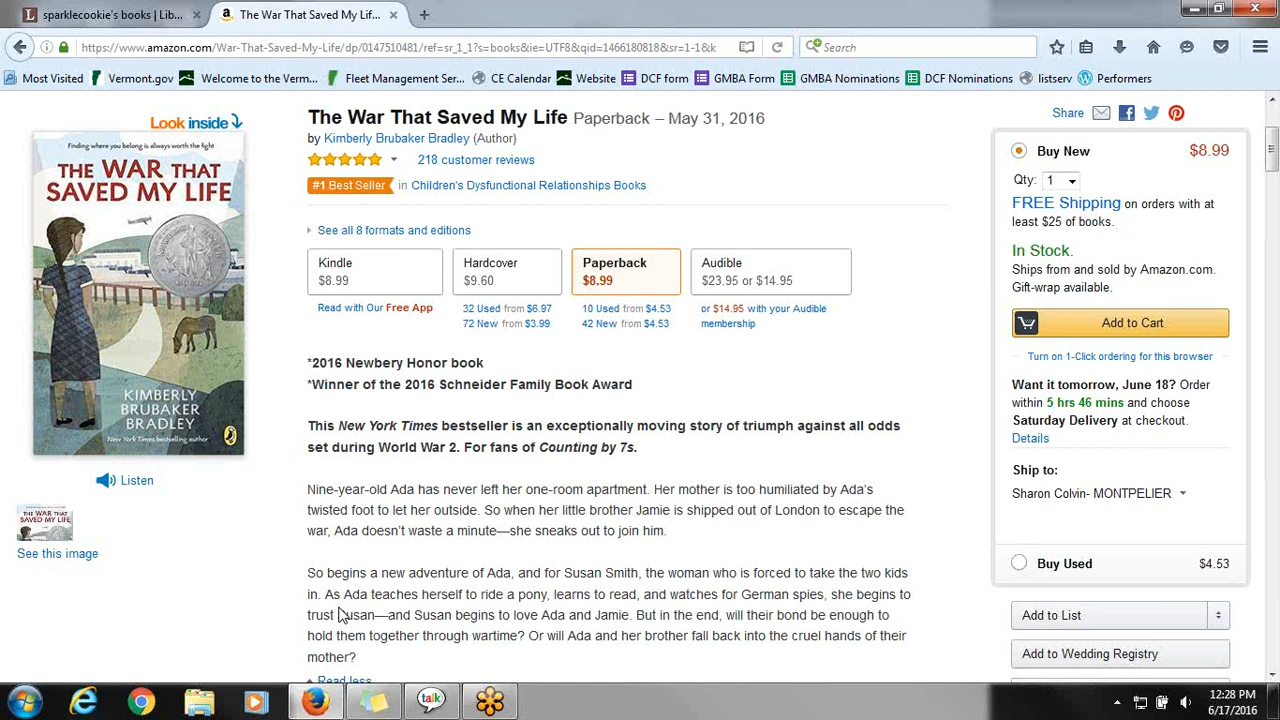 sparklecookie's books | Lib...
The War That Saved My Lif...
https://www.amazon.com/War-That-Saved-My-Life/dp/0147510481/ref=sr_1_1?s=books&ie=UTF8&qid=1466180818&sr=1-1&k
Search
Most Visited
Vermont.gov
Welcome to the Verm...
Fleet Management Ser...
CE Calendar
Website
DCF form
GMBA Form
GMBA Nominations
DCF Nominations
listserv
Performers
Look inside
Finding where you belong is always worth the fight
THE WAR THAT
SAVED MY LIFE
KIMBERLY
BRUBAKER
BRADLEY
New York Times bestselling author
Listen
THE WAR THAT
SAVED MY LIFE
See this image
The War That Saved My Life Paperback – May 31, 2016
by Kimberly Brubaker Bradley (Author)
218 customer reviews
#1 Best Seller in Children's Dysfunctional Relationships Books
See all 8 formats and editions
Kindle
$8.99
Read with Our Free App
Hardcover
$9.60
32 Used from $6.97
72 New from $3.99
Paperback
$8.99
10 Used from $4.53
42 New from $4.53
Audible
$23.95 or $14.95
or $14.95 with your Audible
membership
*2016 Newbery Honor book
*Winner of the 2016 Schneider Family Book Award
This New York Times bestseller is an exceptionally moving story of triumph against all odds
set during World War 2. For fans of Counting by 7s.
Nine-year-old Ada has never left her one-room apartment. Her mother is too humiliated by Ada's
twisted foot to let her outside. So when her little brother Jamie is shipped out of London to escape the
war, Ada doesn't waste a minute—she sneaks out to join him.
So begins a new adventure of Ada, and for Susan Smith, the woman who is forced to take the two kids
in. As Ada teaches herself to ride a pony, learns to read, and watches for German spies, she begins to
trust Susan—and Susan begins to love Ada and Jamie. But in the end, will their bond be enough to
hold them together through wartime? Or will Ada and her brother fall back into the cruel hands of their
mother?
Read less
Share
Buy New
$8.99
Qty: 1
FREE Shipping on orders with at
least $25 of books.
In Stock.
Ships from and sold by Amazon.com.
Gift-wrap available.
Add to Cart
Turn on 1-Click ordering for this browser
Want it tomorrow, June 18? Order
within 5 hrs 46 mins and choose
Saturday Delivery at checkout.
Details
Ship to:
Sharon Colvin- MONTPELIER
Buy Used
$4.53
Add to List
Add to Wedding Registry
talk
12:28 PM
6/17/2016